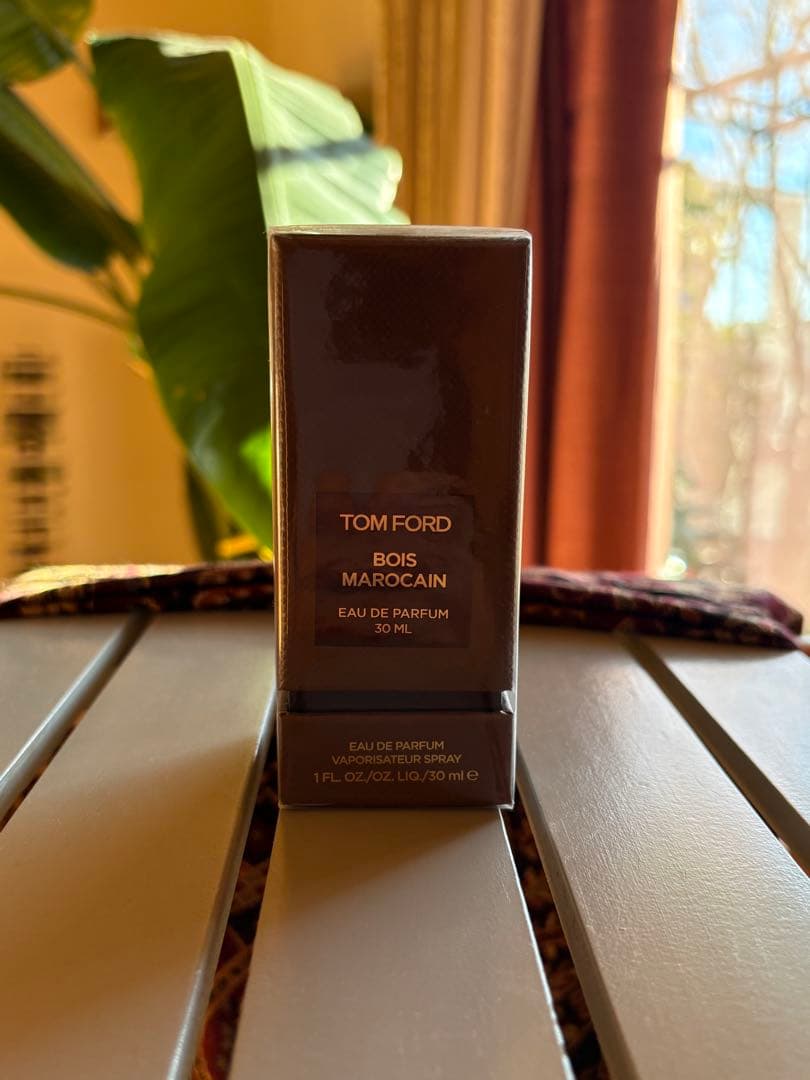 TOM FORD
BOIS
MAROCAIN
EAU DE PARFUM
30 ML
EAU DE PARFUM
VAPORISATEUR SPRAY
1 FL. OZ./OZ. LIQ./30 ml ℮